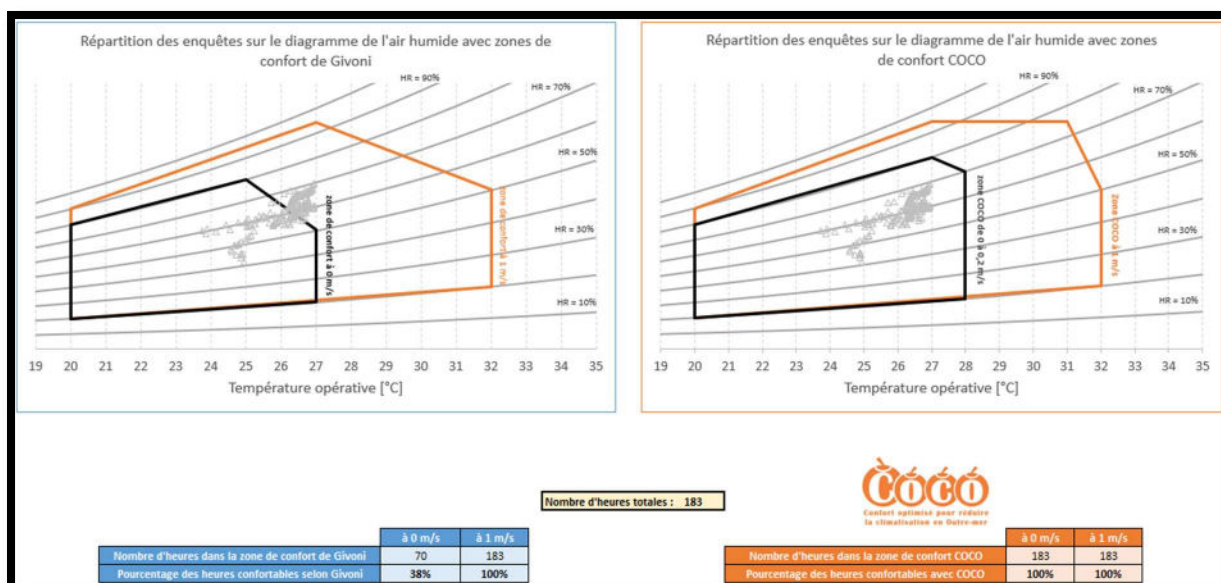 Répartition des enquêtes sur le diagramme de l'air humide avec zones de
confort de Givoni
HR = 90%
HR = 70%
HR = 50%
HR = 30%
HR = 10%
zone de confort à 0 m/s
zone de confort à 1 m/s
19 20 21 22 23 24 25 26 27 28 29 30 31 32 33 34 35
Température opérative [°C]
Répartition des enquêtes sur le diagramme de l'air humide avec zones
de confort COCO
HR = 90%
HR = 70%
HR = 50%
HR = 30%
HR = 10%
zone COCO de 0 à 0,2 m/s
zone COCO à 1 m/s
19 20 21 22 23 24 25 26 27 28 29 30 31 32 33 34 35
Température opérative [°C]
Nombre d'heures totales : 183
COCO
Confort optimisé pour réduire
la climatisation en Outre-mer
à 0 m/s à 1 m/s
Nombre d'heures dans la zone de confort de Givoni 70 183
Pourcentage des heures confortables selon Givoni 38% 100%
à 0 m/s à 1 m/s
Nombre d'heures dans la zone de confort COCO 183 183
Pourcentage des heures confortables avec COCO 100% 100%